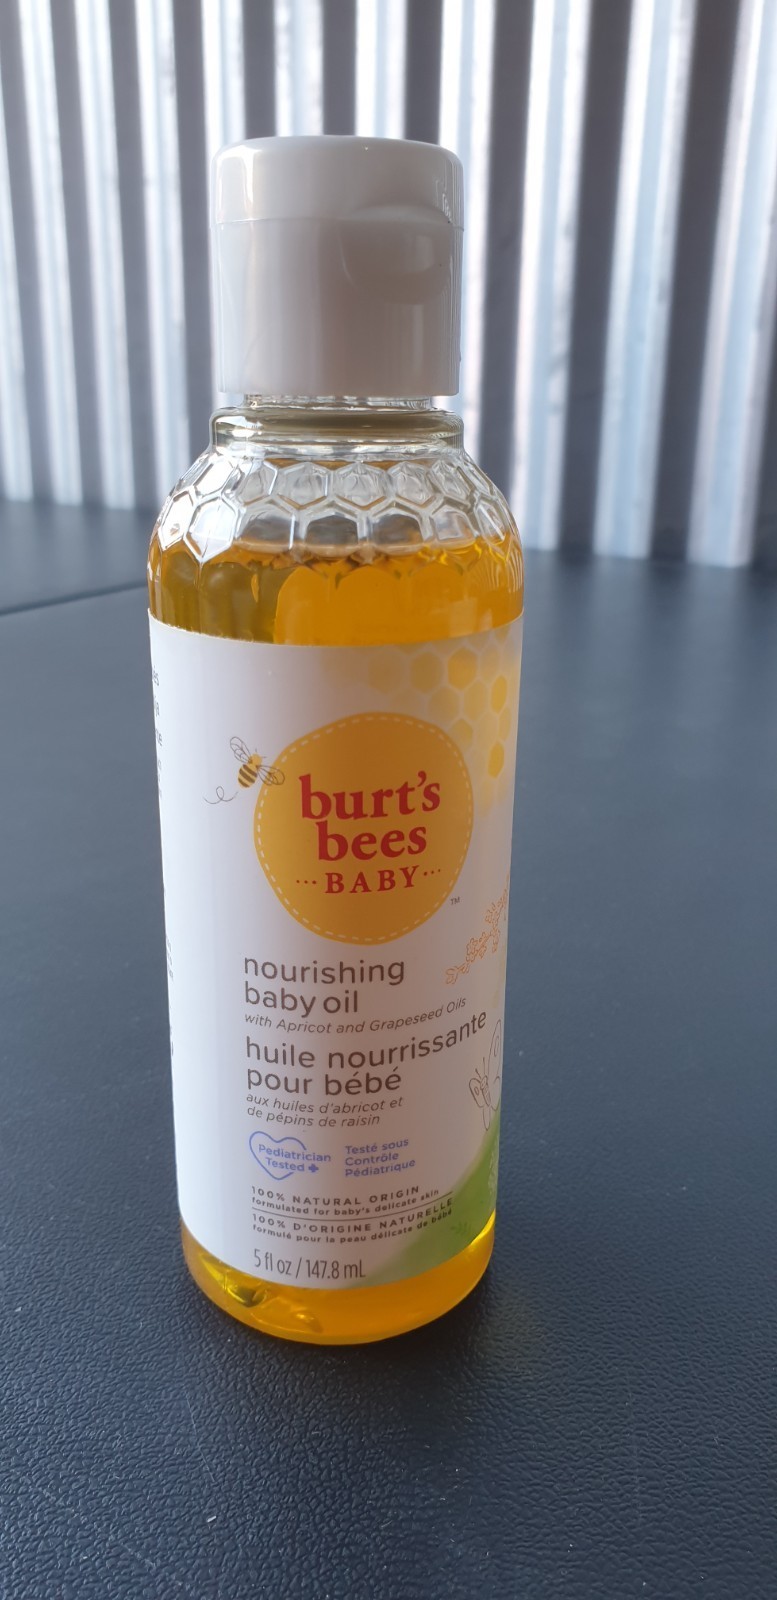 burt's
bees
BABY
TM
nourishing
baby oil
with Apricot and Grapeseed Oils
huile nourrissante
pour bébé
aux huiles d'abricot et
de pépins de raisin
Pediatrician
Tested
Testé sous
Contrôle
Pédiatrique
100% NATURAL ORIGIN
formulated for baby's delicate skin
100% D'ORIGINE NATURELLE
formulé pour la peau délicate de bébé
5 fl oz / 147.8 mL